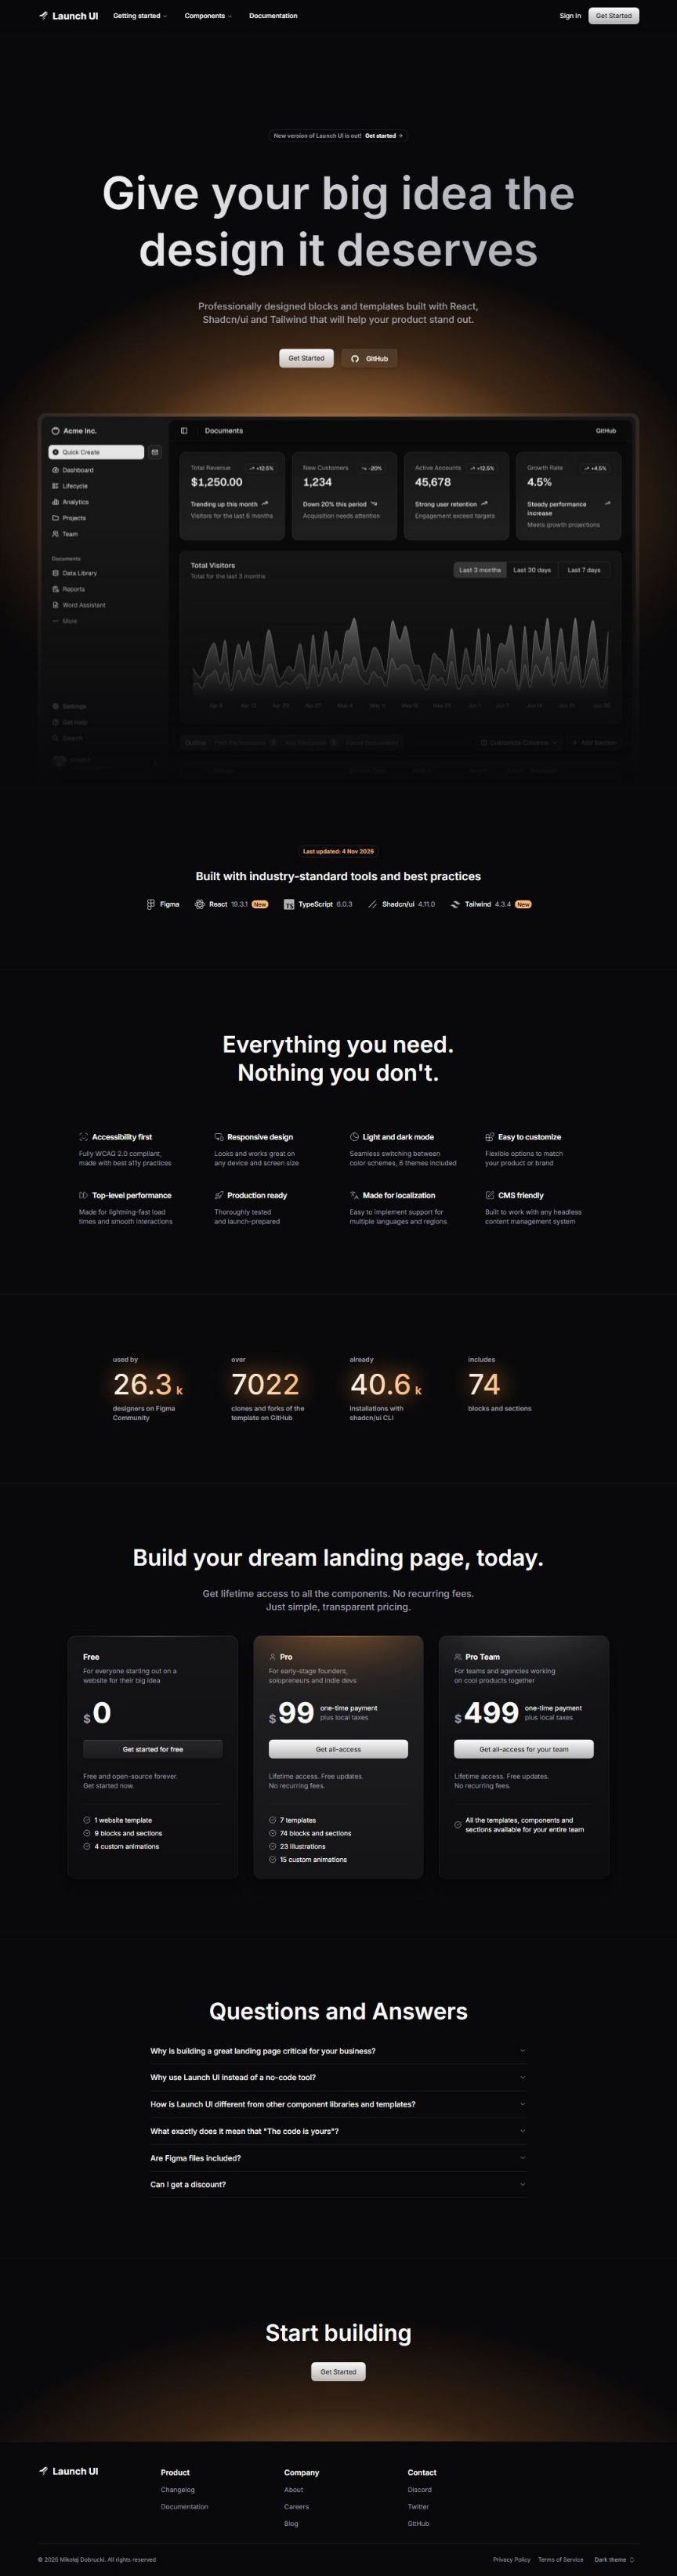 Launch UI
Getting started
Components
Documentation
Sign In
Get Started
New version of Launch UI is out! Get started →
Give your big idea the
design it deserves
Professionally designed blocks and templates built with React,
Shadcn/ui and Tailwind that will help your product stand out.
Get Started
GitHub
Acme Inc.
Documents
GitHub
Quick Create
Dashboard
Lifecycle
Analytics
Projects
Team
Documents
Data Library
Reports
Word Assistant
More
Settings
Get Help
Search
Total Revenue
+12.5%
$1,250.00
Trending up this month
Visitors for the last 6 months
New Customers
-20%
1,234
Down 20% this period
Acquisition needs attention
Active Accounts
+12.5%
45,678
Strong user retention
Engagement exceed targets
Growth Rate
+4.5%
4.5%
Steady performance
increase
Meets growth projections
Total Visitors
Total for the last 3 months
Last 3 months
Last 30 days
Last 7 days
Outline
Customize Columns
+ Add Section
Last updated: 4 Nov 2026
Built with industry-standard tools and best practices
Figma
React 19.3.1 New
TS TypeScript 6.0.3
Shadcn/ui 4.11.0
Tailwind 4.3.4 New
Everything you need.
Nothing you don't.
Accessibility first
Fully WCAG 2.0 compliant,
made with best a11y practices
Responsive design
Looks and works great on
any device and screen size
Light and dark mode
Seamless switching between
color schemes, 6 themes included
Easy to customize
Flexible options to match
your product or brand
Top-level performance
Made for lightning-fast load
times and smooth interactions
Production ready
Thoroughly tested
and launch-prepared
Made for localization
Easy to implement support for
multiple languages and regions
CMS friendly
Built to work with any headless
content management system
used by
26.3 k
designers on Figma
Community
over
7022
clones and forks of the
template on GitHub
already
40.6 k
installations with
shadcn/ui CLI
includes
74
blocks and sections
Build your dream landing page, today.
Get lifetime access to all the components. No recurring fees.
Just simple, transparent pricing.
Free
For everyone starting out on a
website for their big idea
$0
Get started for free
Free and open-source forever.
Get started now.
1 website template
9 blocks and sections
4 custom animations
Pro
For early-stage founders,
solopreneurs and indie devs
$99
one-time payment
plus local taxes
Get all-access
Lifetime access. Free updates.
No recurring fees.
7 templates
74 blocks and sections
23 illustrations
15 custom animations
Pro Team
For teams and agencies working
on cool products together
$499
one-time payment
plus local taxes
Get all-access for your team
Lifetime access. Free updates.
No recurring fees.
All the templates, components and
sections available for your entire team
Questions and Answers
Why is building a great landing page critical for your business?
Why use Launch UI instead of a no-code tool?
How is Launch UI different from other component libraries and templates?
What exactly does it mean that "The code is yours"?
Are Figma files included?
Can I get a discount?
Start building
Get Started
Launch UI
Product
Changelog
Documentation
Company
About
Careers
Blog
Contact
Discord
Twitter
GitHub
© 2026 Mikołaj Dobrucki. All rights reserved
Privacy Policy
Terms of Service
Dark theme